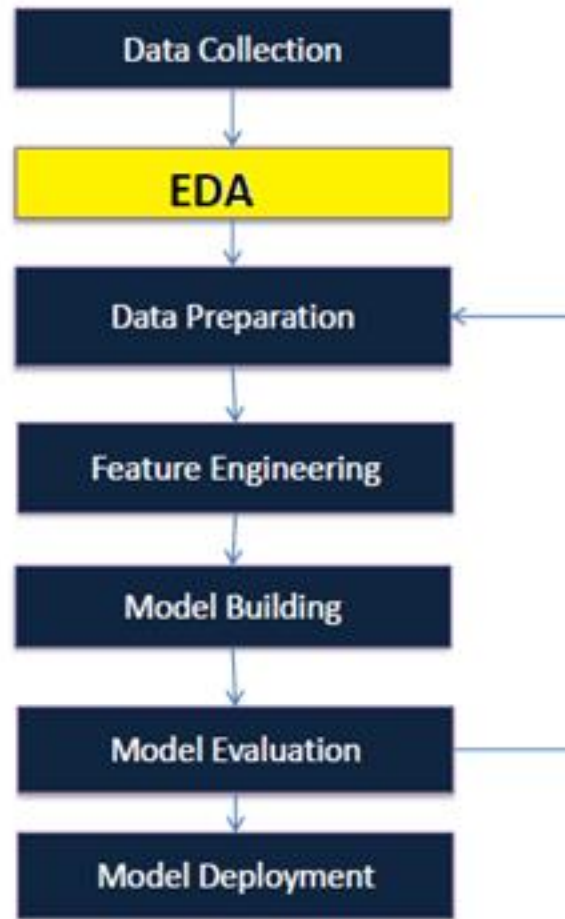 Data Collection
EDA
Data Preparation
Feature Engineering
Model Building
Model Evaluation
Model Deployment